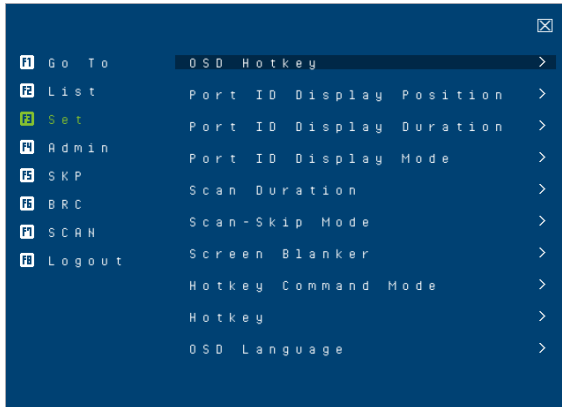 F1 Go To
F2 List
F3 Set
F4 Admin
F5 SKP
F6 BRC
F7 SCAN
F8 Logout
OSD Hotkey >
Port ID Display Position >
Port ID Display Duration >
Port ID Display Mode >
Scan Duration >
Scan-Skip Mode >
Screen Blanker >
Hotkey Command Mode >
Hotkey >
OSD Language >